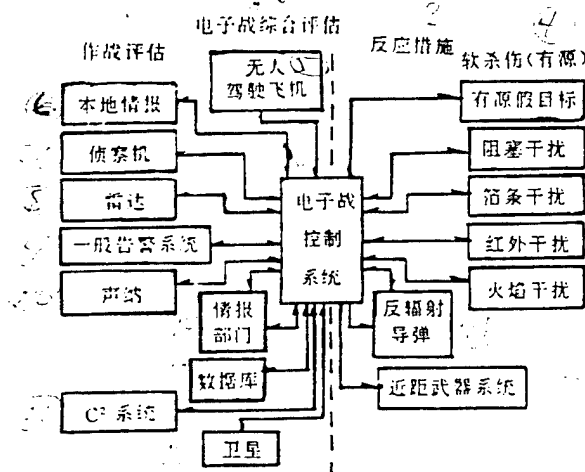 电子战综合评估
作战评估
反应措施
软杀伤(有源)
无人
驾驶飞机
本地情报
有源假目标
侦察机
阻塞干扰
雷达
电子战
箔条干扰
一般告警系统
控制
红外干扰
声呐
系统
火焰干扰
情报
部门
反辐射
导弹
数据库
近距武器系统
C³ 系统
卫星